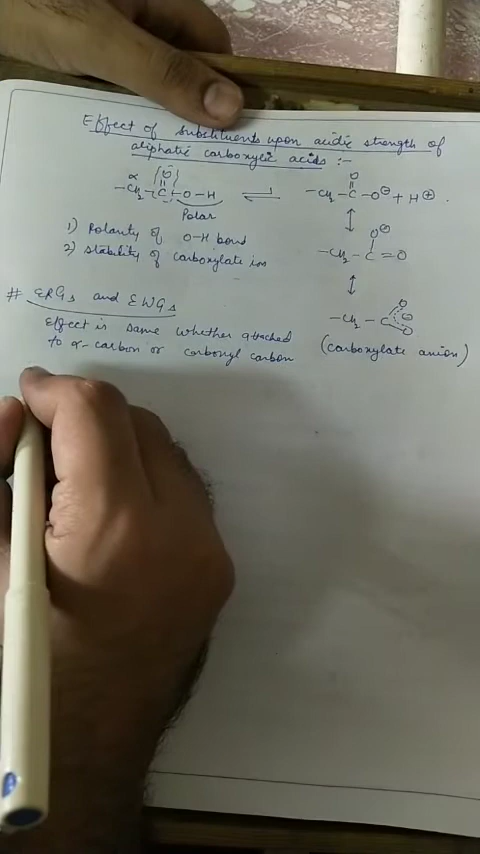 Effect of Substituents upon acidic strength of
aliphatic carboxylic acids :-
α O O
-CH2-C-O-H ⇌ -CH2-C-O⊖ + H⊕
Polar
1) Polarity of O-H bond
2) Stability of carboxylate ion
O⊖
-CH2-C=O
# ERGs and EWGs
O
-CH2-C ⊖
O
Effect is same whether attached
to α-carbon or carbonyl carbon
(carboxylate anion)